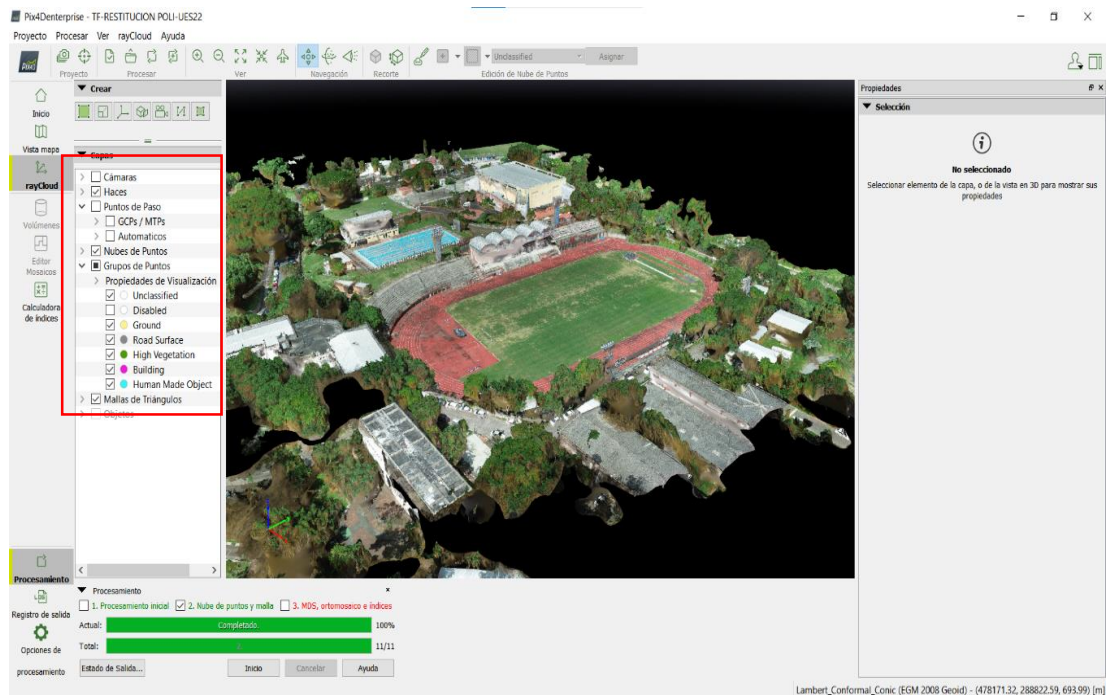 Pix4Denterprise - TF-RESTITUCION POLI-UES22
Proyecto Procesar Ver rayCloud Ayuda
Unclassified Asignar
Proyecto Procesar Ver Navegación Recorte Edición de Nube de Puntos
Inicio
Vista mapa
rayCloud
Volúmenes
Editor
Mosaicos
Calculadora
de índices
Crear
Capas
Cámaras
Haces
Puntos de Paso
GCPs / MTPs
Automaticos
Nubes de Puntos
Grupos de Puntos
Propiedades de Visualización
Unclassified
Disabled
Ground
Road Surface
High Vegetation
Building
Human Made Object
Mallas de Triángulos
Objetos
Propiedades
Selección
No seleccionado
Seleccionar elemento de la capa, o de la vista en 3D para mostrar sus
propiedades
Procesamiento
Registro de salida
Opciones de
procesamiento
Procesamiento
1. Procesamiento inicial 2. Nube de puntos y malla 3. MDS, ortomosaico e índices
Actual: Completado. 100%
Total: 11/11
Estado de Salida... Inicio Cancelar Ayuda
Lambert_Conformal_Conic (EGM 2008 Geoid) - (478171.32, 288822.59, 693.99) [m]